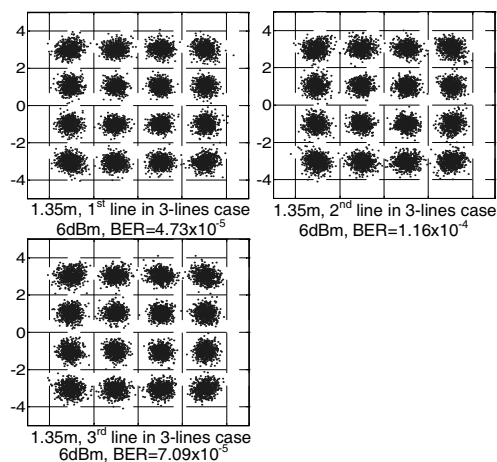 4
2
0
-2
-4
1.35m, 1st line in 3-lines case
6dBm, BER=4.73x10-5
4
2
0
-2
-4
1.35m, 2nd line in 3-lines case
6dBm, BER=1.16x10-4
4
2
0
-2
-4
1.35m, 3rd line in 3-lines case
6dBm, BER=7.09x10-5